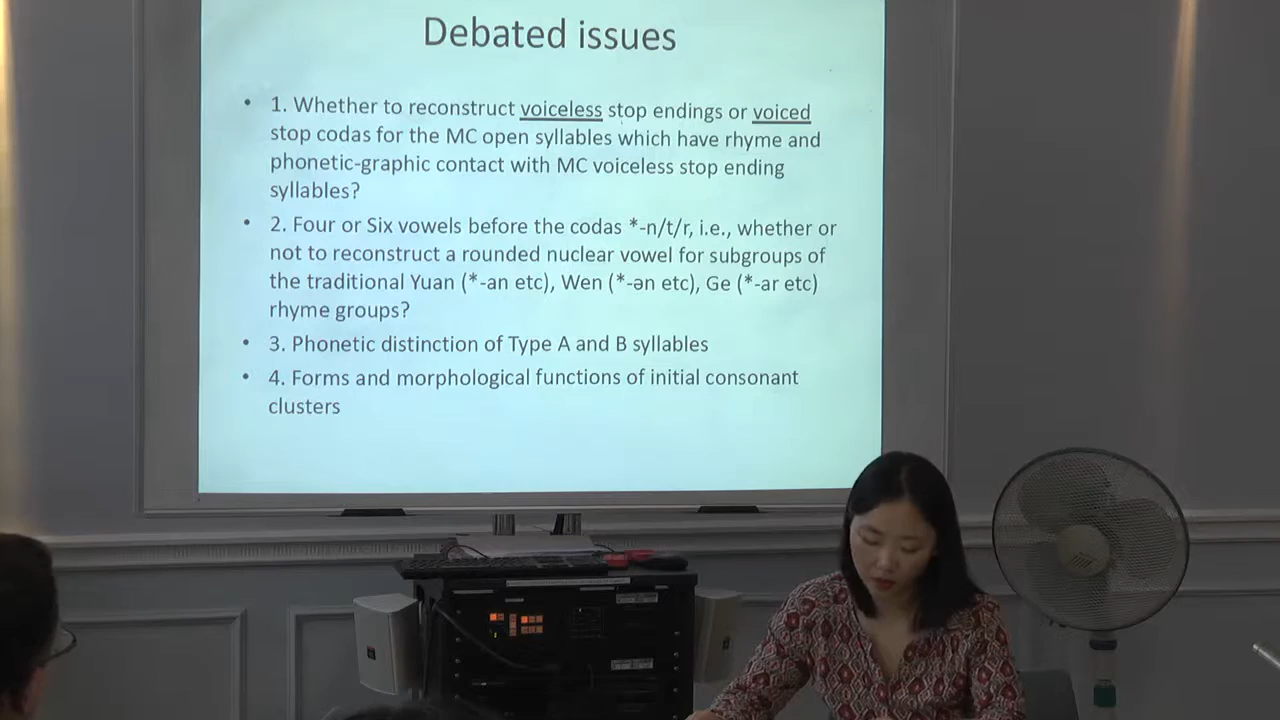 Debated issues
• 1. Whether to reconstruct voiceless stop endings or voiced
stop codas for the MC open syllables which have rhyme and
phonetic-graphic contact with MC voiceless stop ending
syllables?
• 2. Four or Six vowels before the codas *-n/t/r, i.e., whether or
not to reconstruct a rounded nuclear vowel for subgroups of
the traditional Yuan (*-an etc), Wen (*-ən etc), Ge (*-ar etc)
rhyme groups?
• 3. Phonetic distinction of Type A and B syllables
• 4. Forms and morphological functions of initial consonant
clusters